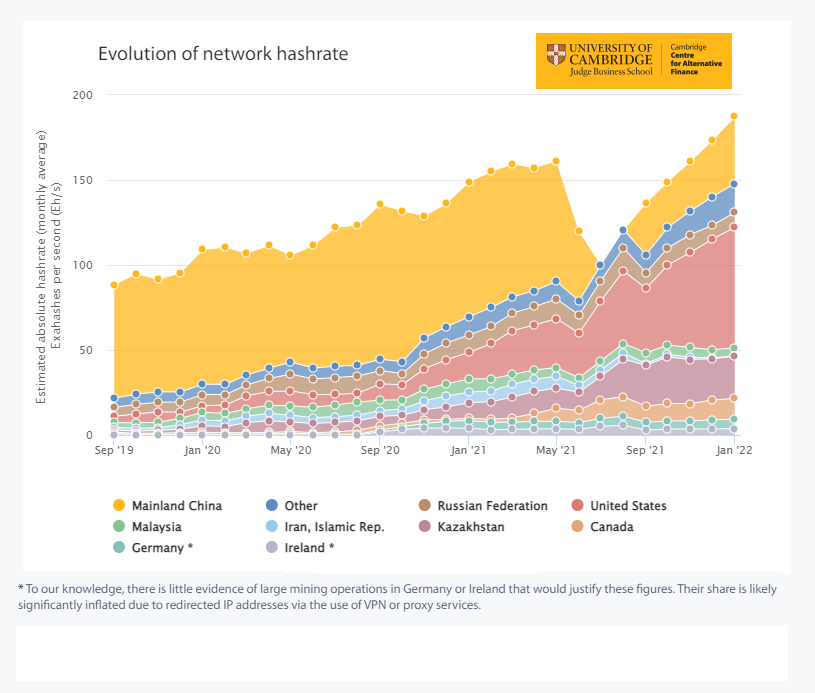 Evolution of network hashrate
UNIVERSITY OF
CAMBRIDGE
Judge Business School
Cambridge
Centre
for Alternative
Finance
Estimated absolute hashrate (monthly average)
Exahashes per second (Eh/s)
200
150
100
50
0
Sep '19
Jan '20
May '20
Sep '20
Jan '21
May '21
Sep '21
Jan '22
Mainland China
Other
Russian Federation
United States
Malaysia
Iran, Islamic Rep.
Kazakhstan
Canada
Germany *
Ireland *
* To our knowledge, there is little evidence of large mining operations in Germany or Ireland that would justify these figures. Their share is likely
significantly inflated due to redirected IP addresses via the use of VPN or proxy services.